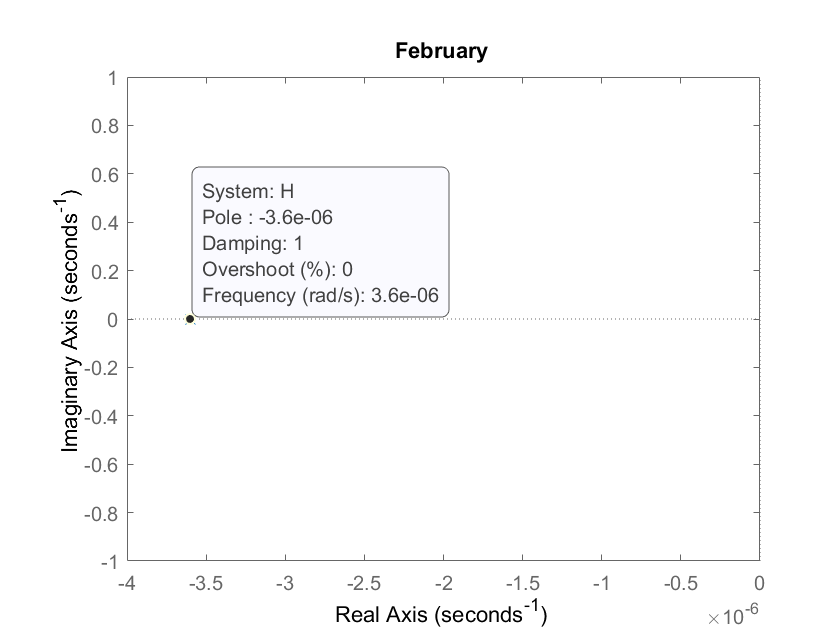 February
1
0.8
0.6
0.4
0.2
0
-0.2
-0.4
-0.6
-0.8
-1
Imaginary Axis (seconds⁻¹)
System: H
Pole : -3.6e-06
Damping: 1
Overshoot (%): 0
Frequency (rad/s): 3.6e-06
-4 -3.5 -3 -2.5 -2 -1.5 -1 -0.5 0
×10⁻⁶
Real Axis (seconds⁻¹)